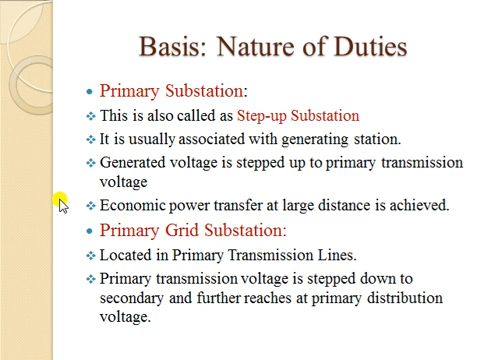 Basis: Nature of Duties
Primary Substation:
This is also called as Step-up Substation
It is usually associated with generating station.
Generated voltage is stepped up to primary transmission
voltage
Economic power transfer at large distance is achieved.
Primary Grid Substation:
Located in Primary Transmission Lines.
Primary transmission voltage is stepped down to
secondary and further reaches at primary distribution
voltage.